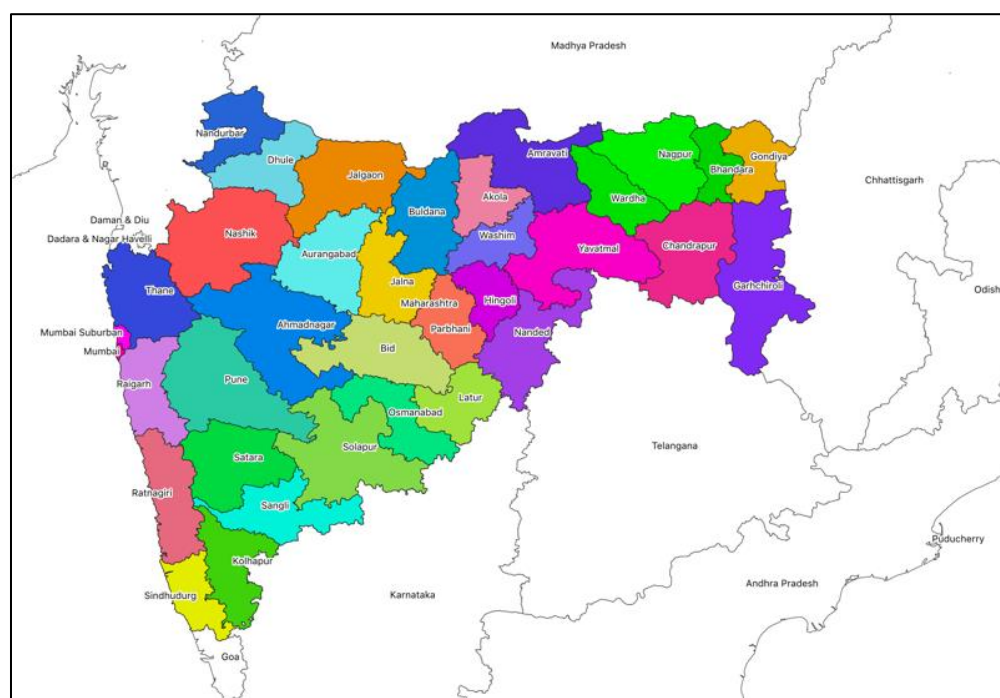 Madhya Pradesh
Nandurbar
Dhule
Amravati
Nagpur
Gondiya
Bhandara
Jalgaon
Chhattisgarh
Akola
Wardha
Buldana
Daman & Diu
Nashik
Washim
Dadara & Nagar Havelli
Aurangabad
Yavatmal
Chandrapur
Jalna
Garhchiroli
Thane
Odish
Maharashtra
Hingoli
Ahmadnagar
Parbhani
Nanded
Mumbai Suburban
Mumbai
Bid
Raigarh
Pune
Latur
Osmanabad
Solapur
Telangana
Satara
Ratnagiri
Sangli
Puducherry
Kolhapur
Andhra Pradesh
Sindhudurg
Karnataka
Goa